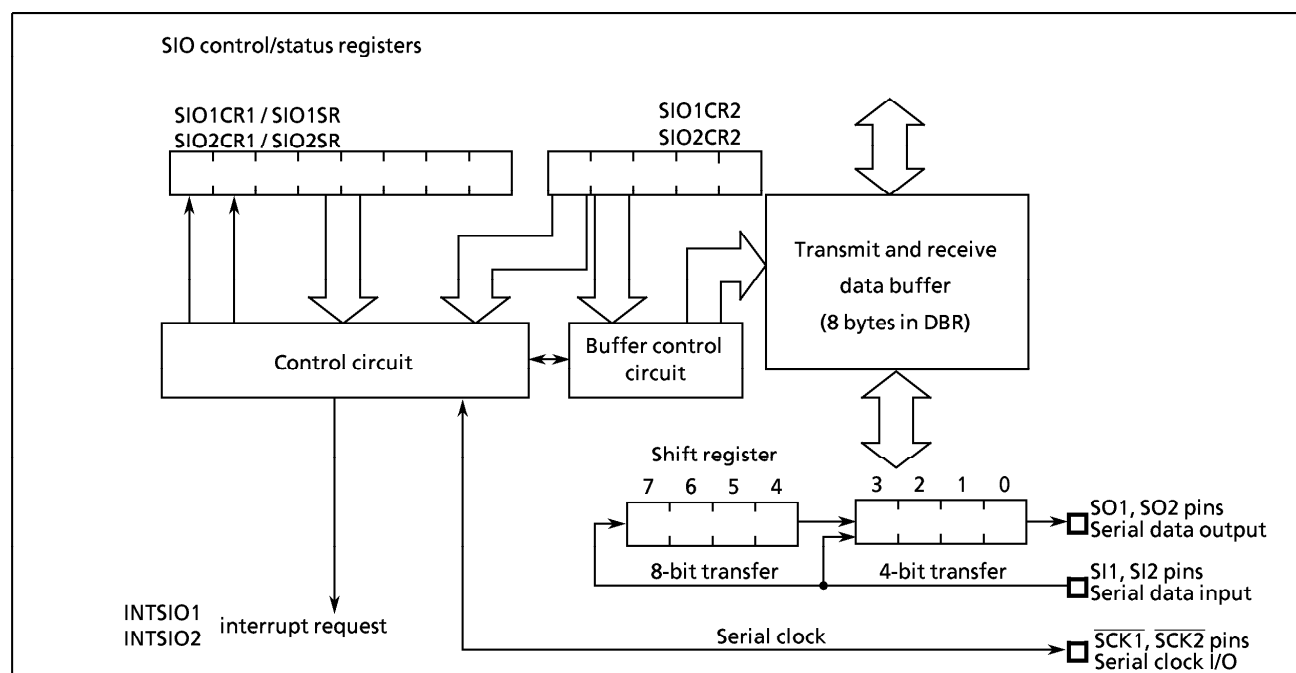 SIO control/status registers
SIO1CR1 / SIO1SR
SIO2CR1 / SIO2SR
SIO1CR2
SIO2CR2
Transmit and receive
data buffer
(8 bytes in DBR)
Control circuit
Buffer control
circuit
Shift register
7 6 5 4
3 2 1 0
SO1, SO2 pins
Serial data output
8-bit transfer
4-bit transfer
SI1, SI2 pins
Serial data input
INTSIO1
INTSIO2
interrupt request
Serial clock
S̅C̅K̅1̅, S̅C̅K̅2̅ pins
Serial clock I/O